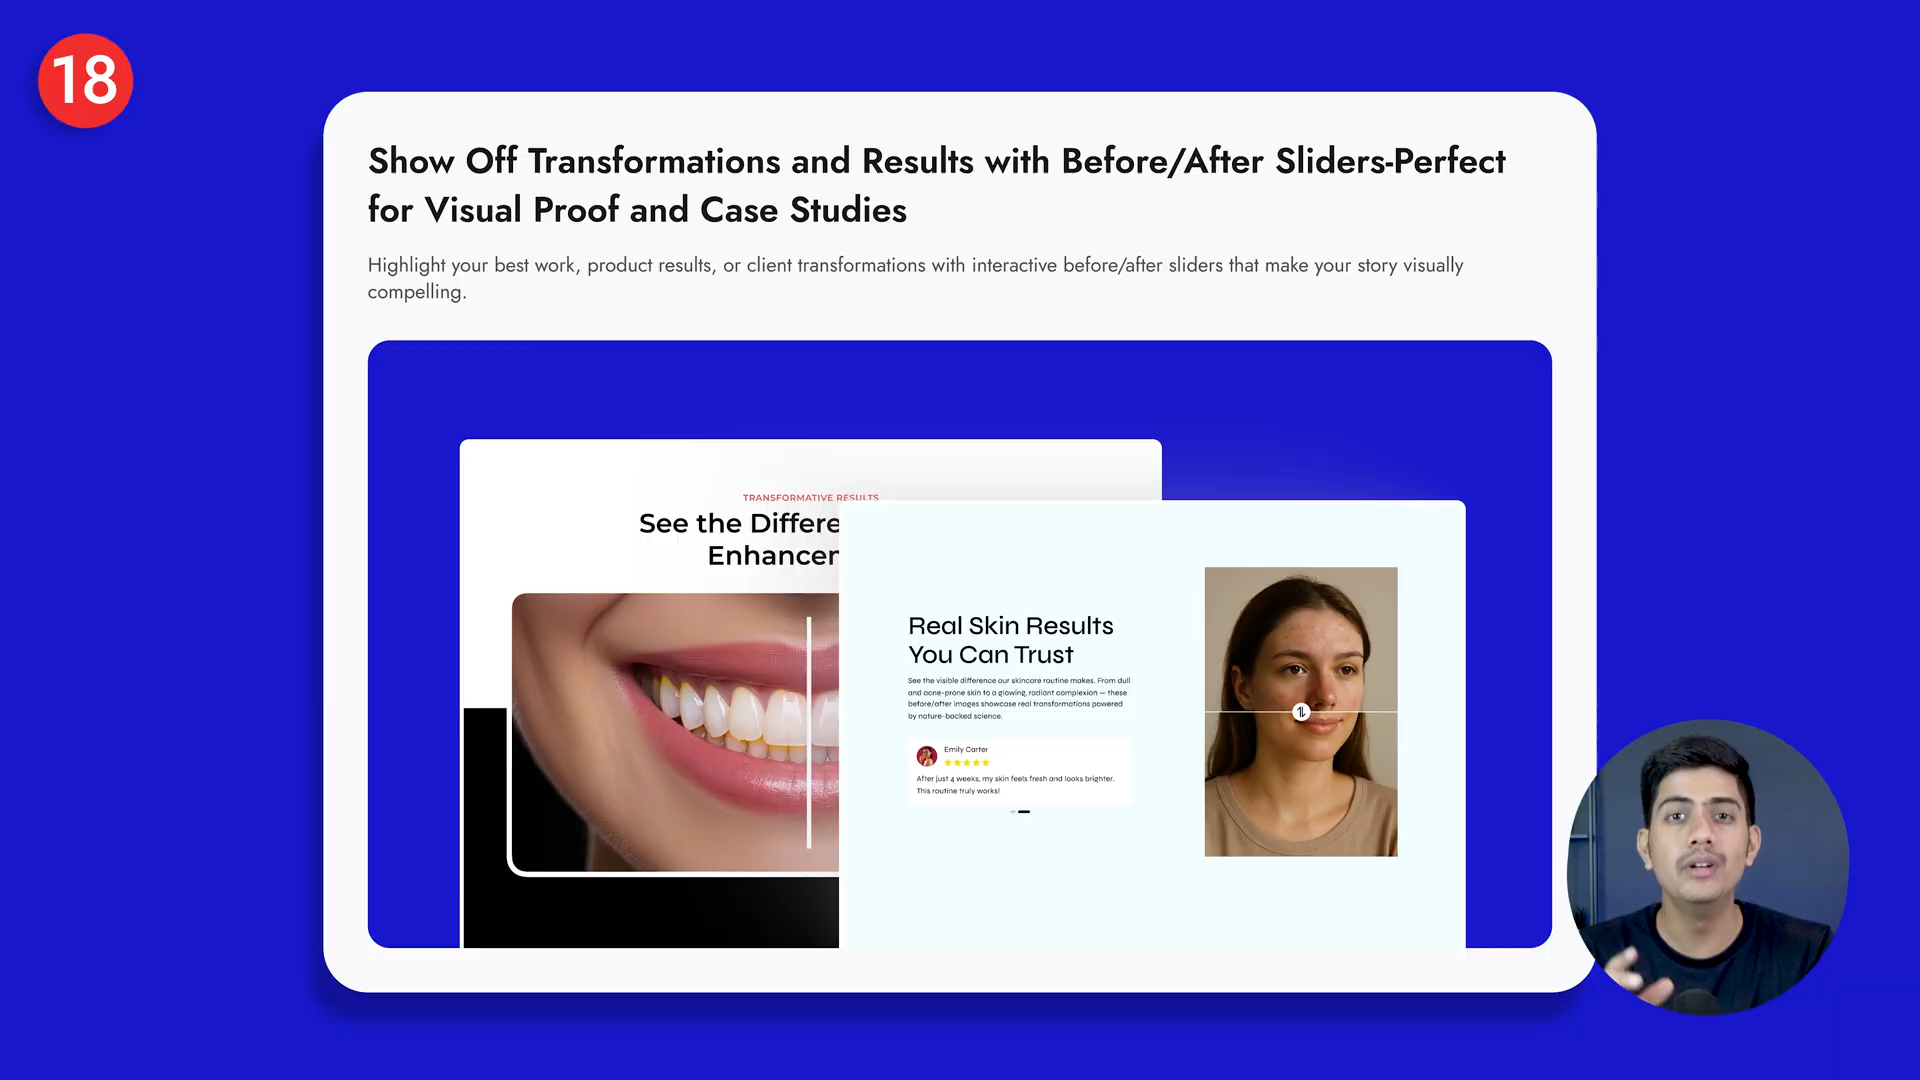 18
Show Off Transformations and Results with Before/After Sliders-Perfect
for Visual Proof and Case Studies
Highlight your best work, product results, or client transformations with interactive before/after sliders that make your story visually
compelling.
TRANSFORMATIVE RESULTS
See the Differe
Enhancer
Real Skin Results
You Can Trust
See the visible difference our skincare routine makes. From dull
and acne-prone skin to a glowing, radiant complexion — these
before/after images showcase real transformations powered
by nature-backed science.
Emily Carter
After just 4 weeks, my skin feels fresh and looks brighter.
This routine truly works!